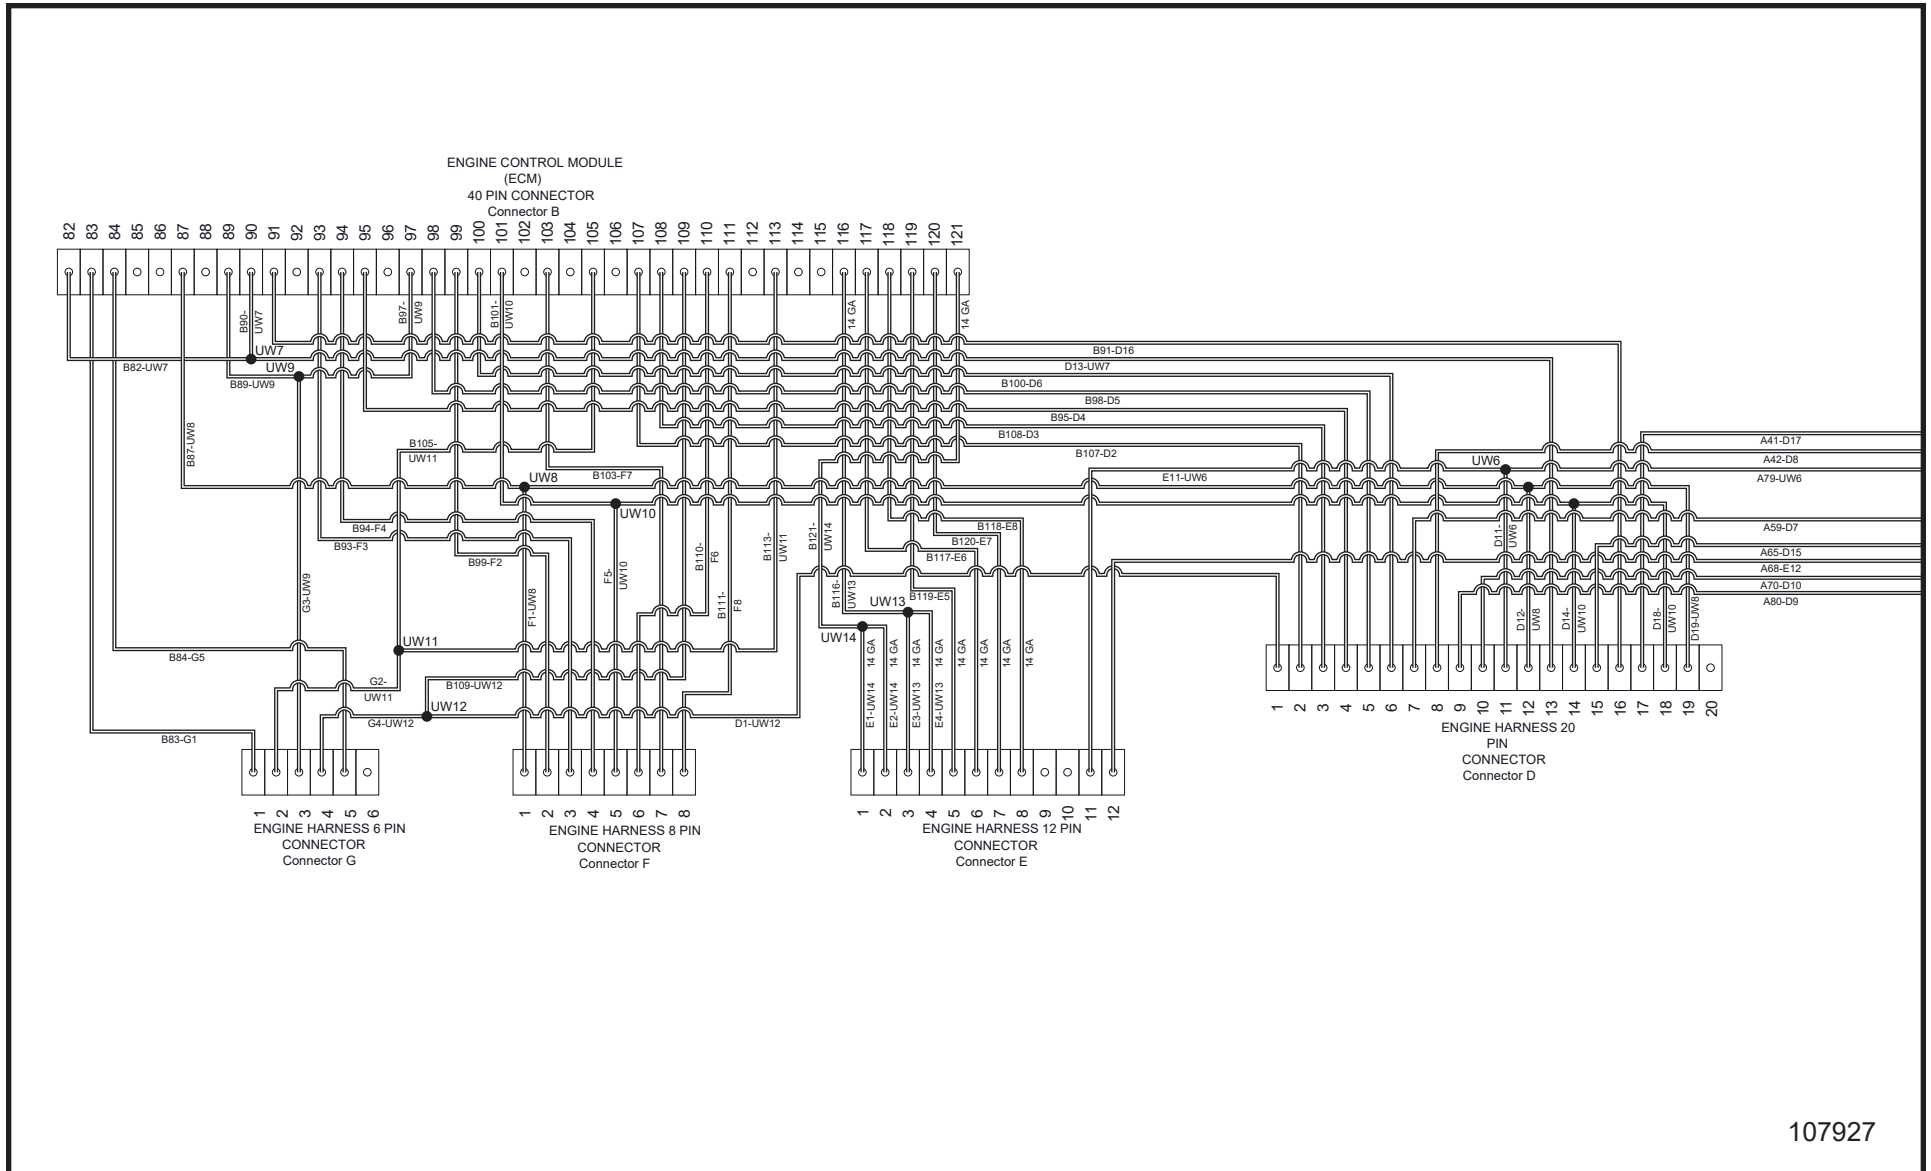 ENGINE CONTROL MODULE
(ECM)
40 PIN CONNECTOR
Connector B
82 83 84 85 86 87 88 89 90 91 92 93 94 95 96 97 98 99 100 101 102 103 104 105 106 107 108 109 110 111 112 113 114 115 116 117 118 119 120 121
B90-
UW7
B97-
UW9
B101-
UW10
14 GA
14 GA
UW7
B91-D16
B82-UW7
UW9
D13-UW7
B89-UW9
B100-D6
B98-D5
B95-D4
B87-UW8
B105-
UW11
B108-D3
A41-D17
B107-D2
A42-D8
UW6
B103-F7
UW8
E11-UW6
A79-UW6
UW10
B94-F4
B93-F3
B99-F2
B110-
F6
B113-
UW11
B121-
UW14
B118-E8
B120-E7
B117-E6
D11-
UW6
A59-D7
A65-D15
A68-E12
A70-D10
A80-D9
G3-UW9
F1-UW8
F5-
UW10
B111-
F8
B116-
UW13
UW13
B119-E5
D12-
UW8
D14-
UW10
D18-
UW10
D19-UW8
UW14
UW11
B84-G5
14 GA
14 GA
14 GA
14 GA
14 GA
14 GA
14 GA
14 GA
G2-
UW11
B109-UW12
UW12
G4-UW12
D1-UW12
E1-UW14
E2-UW14
E3-UW13
E4-UW13
B83-G1
1 2 3 4 5 6 7 8 9 10 11 12 13 14 15 16 17 18 19 20
ENGINE HARNESS 20
PIN
CONNECTOR
Connector D
1 2 3 4 5 6
ENGINE HARNESS 6 PIN
CONNECTOR
Connector G
1 2 3 4 5 6 7 8
ENGINE HARNESS 8 PIN
CONNECTOR
Connector F
1 2 3 4 5 6 7 8 9 10 11 12
ENGINE HARNESS 12 PIN
CONNECTOR
Connector E
107927